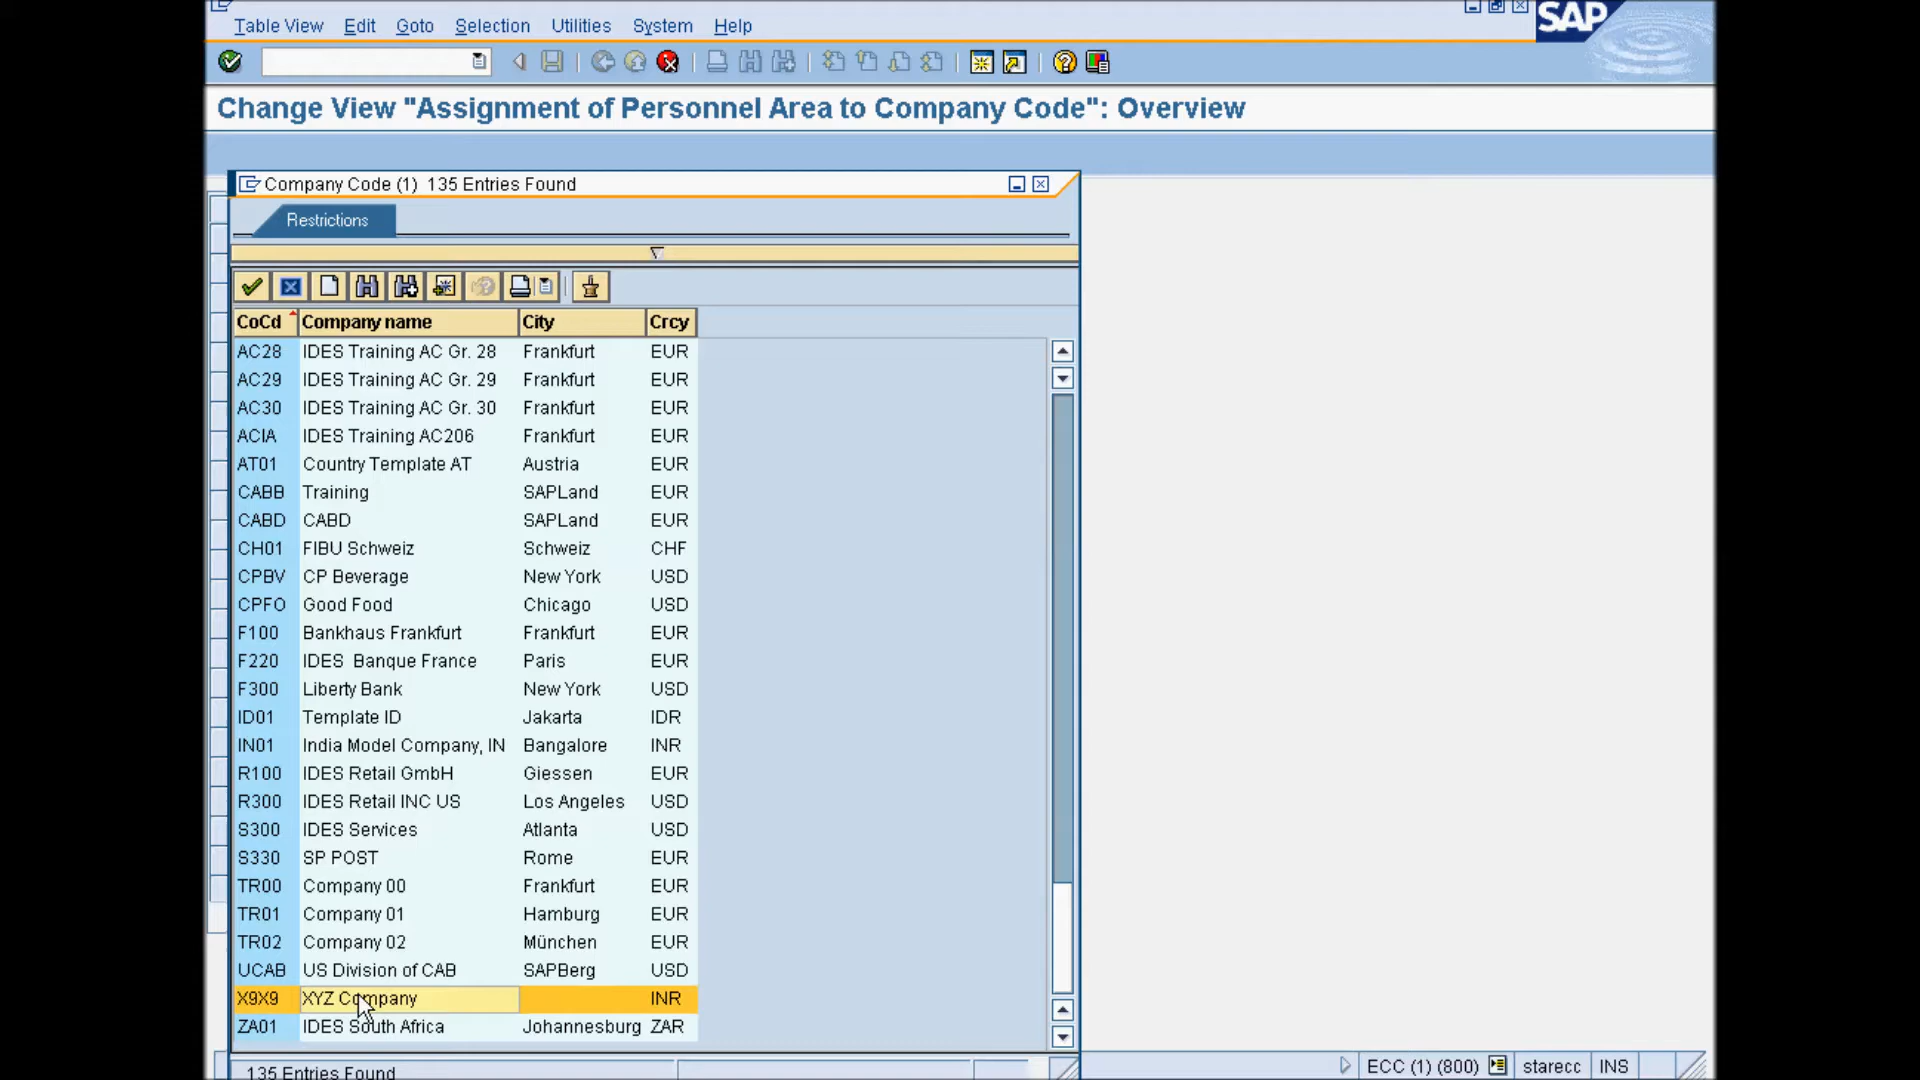 Table View Edit Goto Selection Utilities System Help
SAP
Change View "Assignment of Personnel Area to Company Code": Overview
Company Code (1) 135 Entries Found
Restrictions
CoCd Company name City Crcy
AC28 IDES Training AC Gr. 28 Frankfurt EUR
AC29 IDES Training AC Gr. 29 Frankfurt EUR
AC30 IDES Training AC Gr. 30 Frankfurt EUR
ACIA IDES Training AC206 Frankfurt EUR
AT01 Country Template AT Austria EUR
CABB Training SAPLand EUR
CABD CABD SAPLand EUR
CH01 FIBU Schweiz Schweiz CHF
CPBV CP Beverage New York USD
CPFO Good Food Chicago USD
F100 Bankhaus Frankfurt Frankfurt EUR
F220 IDES Banque France Paris EUR
F300 Liberty Bank New York USD
ID01 Template ID Jakarta IDR
IN01 India Model Company, IN Bangalore INR
R100 IDES Retail GmbH Giessen EUR
R300 IDES Retail INC US Los Angeles USD
S300 IDES Services Atlanta USD
S330 SP POST Rome EUR
TR00 Company 00 Frankfurt EUR
TR01 Company 01 Hamburg EUR
TR02 Company 02 München EUR
UCAB US Division of CAB SAPBerg USD
X9X9 XYZ Company INR
ZA01 IDES South Africa Johannesburg ZAR
135 Entries Found
ECC (1) (800) starecc INS